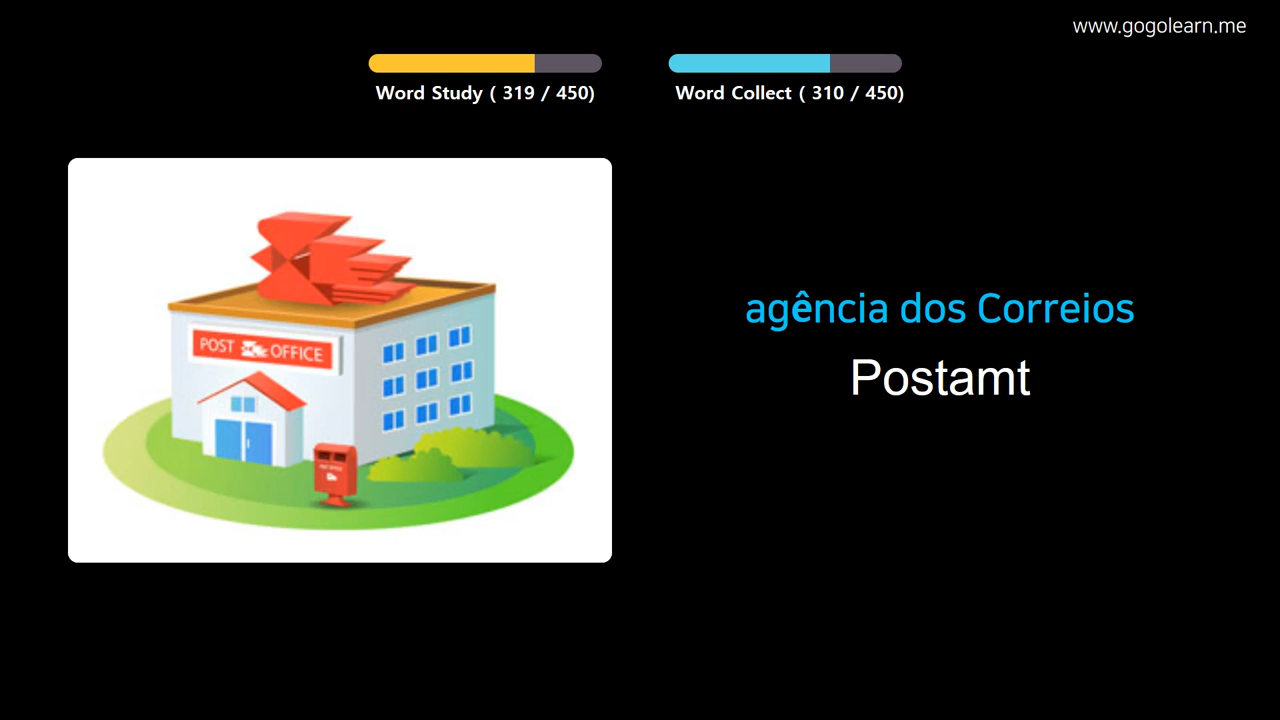 www.gogolearn.me
Word Study ( 319 / 450)
Word Collect ( 310 / 450)
POST OFFICE
agência dos Correios
Postamt